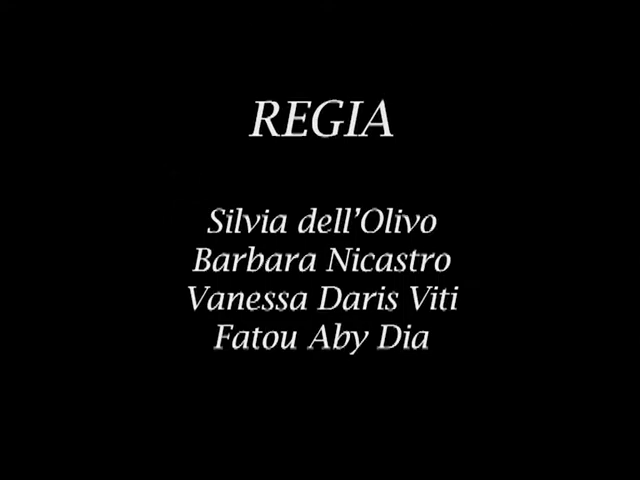 REGIA
Silvia dell'Olivo
Barbara Nicastro
Vanessa Daris Viti
Fatou Aby Dia